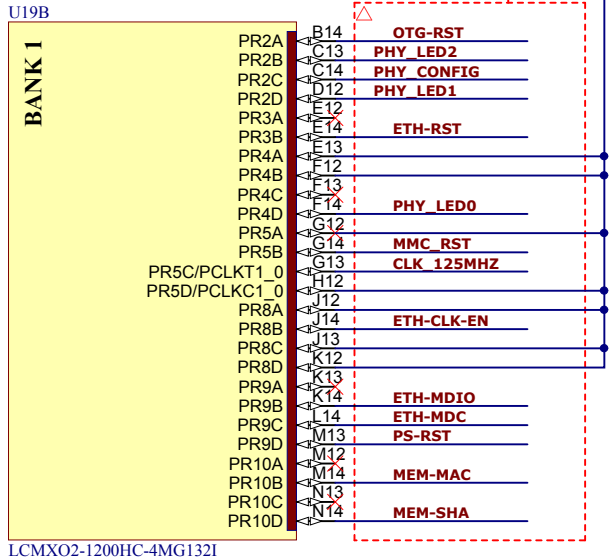 U19B
BANK 1
PR2A B14 OTG-RST
PR2B C13 PHY_LED2
PR2C C14 PHY_CONFIG
PR2D D12 PHY_LED1
PR3A E12
PR3B E14 ETH-RST
PR4A E13
PR4B F12
PR4C F13
PR4D F14 PHY_LED0
PR5A G12
PR5B G14 MMC_RST
PR5C/PCLKT1_0 G13 CLK_125MHZ
PR5D/PCLKC1_0 H12
PR8A J12
PR8B J14 ETH-CLK-EN
PR8C J13
PR8D K12
PR9A K13
PR9B K14 ETH-MDIO
PR9C L14 ETH-MDC
PR9D M13 PS-RST
PR10A M12
PR10B M14 MEM-MAC
PR10C N13
PR10D N14 MEM-SHA
LCMXO2-1200HC-4MG132I